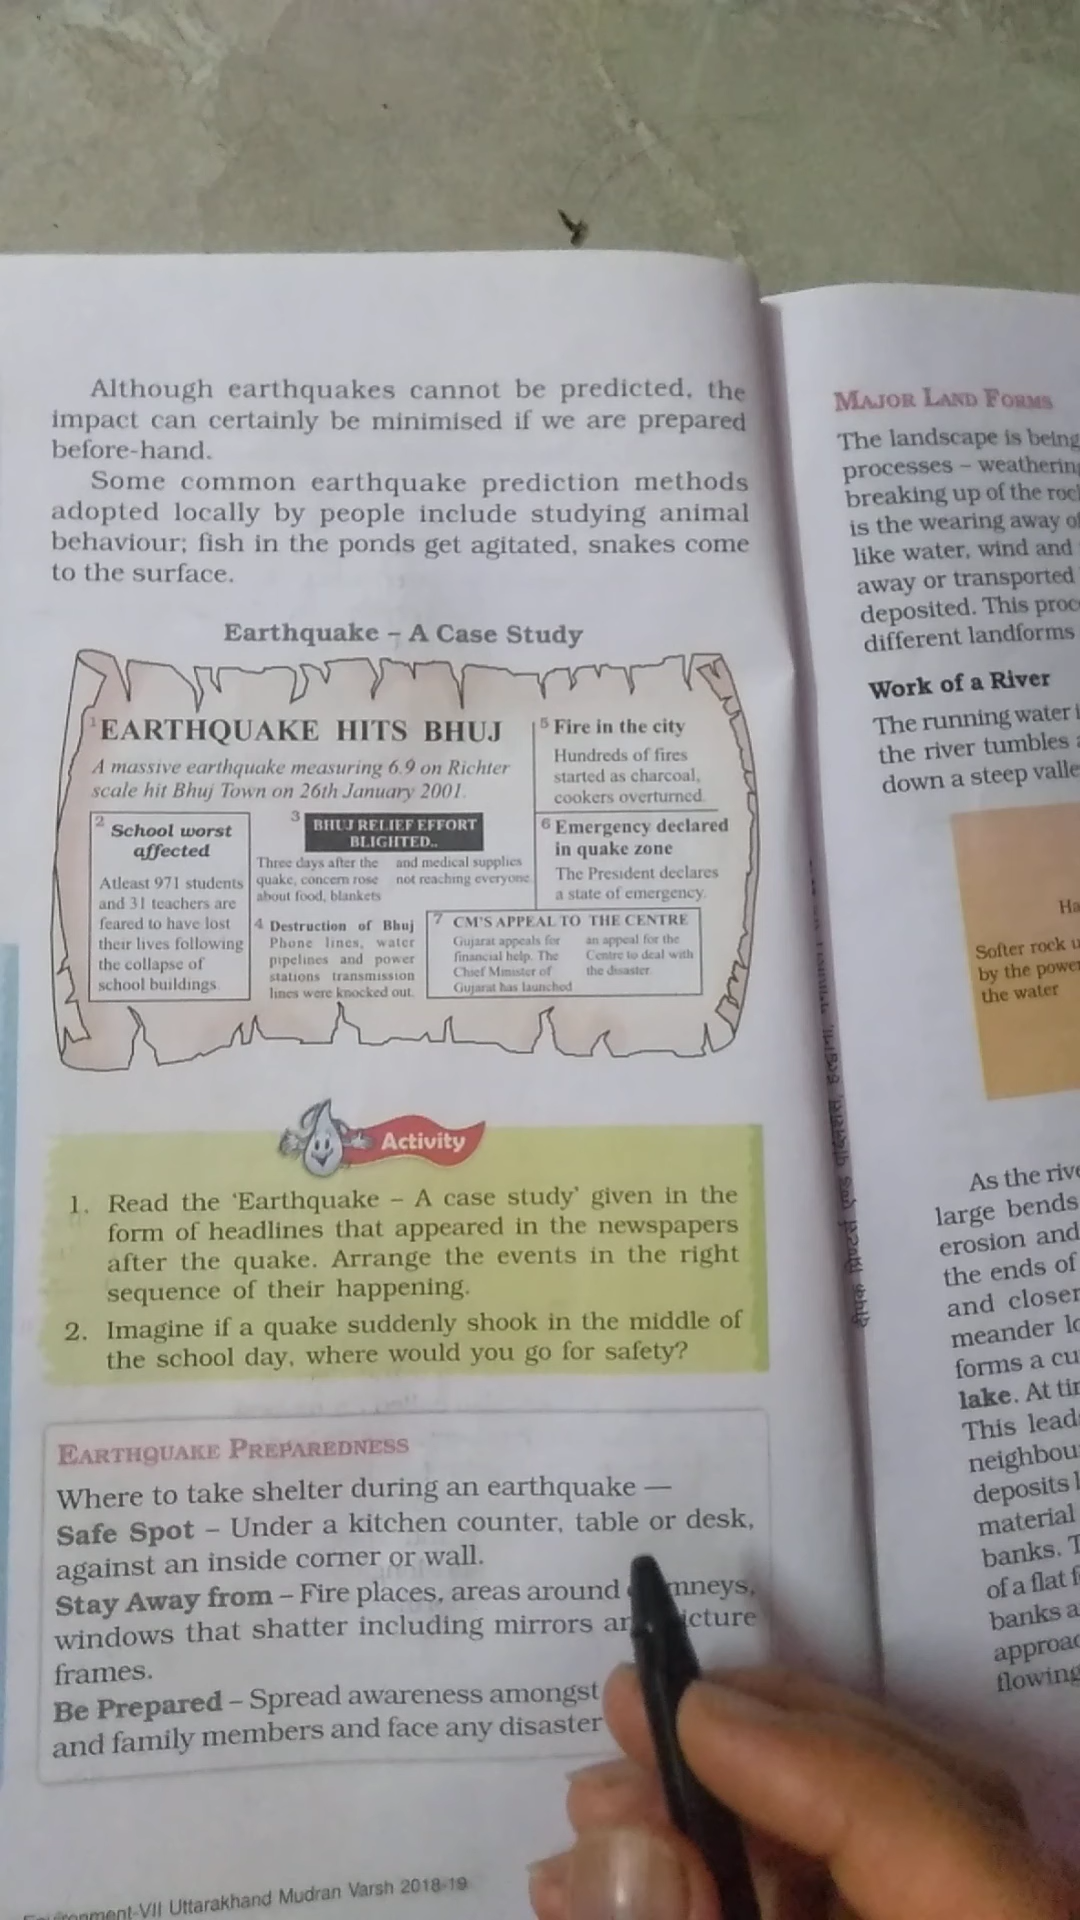 Although earthquakes cannot be predicted, the
impact can certainly be minimised if we are prepared
before-hand.
Some common earthquake prediction methods
adopted locally by people include studying animal
behaviour; fish in the ponds get agitated, snakes come
to the surface.
Earthquake – A Case Study
1 EARTHQUAKE HITS BHUJ
A massive earthquake measuring 6.9 on Richter
scale hit Bhuj Town on 26th January 2001.
2 School worst
affected
Atleast 971 students
and 31 teachers are
feared to have lost
their lives following
the collapse of
school buildings.
3 BHUJ RELIEF EFFORT
BLIGHTED..
Three days after the
quake, concern rose
about food, blankets
and medical supplies
not reaching everyone.
4 Destruction of Bhuj
Phone lines, water
pipelines and power
stations transmission
lines were knocked out.
5 Fire in the city
Hundreds of fires
started as charcoal,
cookers overturned.
6 Emergency declared
in quake zone
The President declares
a state of emergency.
7 CM'S APPEAL TO THE CENTRE
Gujarat appeals for
financial help. The
Chief Minister of
Gujarat has launched
an appeal for the
Centre to deal with
the disaster.
Activity
1. Read the 'Earthquake – A case study' given in the
form of headlines that appeared in the newspapers
after the quake. Arrange the events in the right
sequence of their happening.
2. Imagine if a quake suddenly shook in the middle of
the school day, where would you go for safety?
EARTHQUAKE PREPAREDNESS
Where to take shelter during an earthquake —
Safe Spot – Under a kitchen counter, table or desk,
against an inside corner or wall.
Stay Away from – Fire places, areas around
windows that shatter including mirrors
frames.
Be Prepared – Spread awareness amongst
and family members and face any disaster
VII Uttarakhand Mudran Varsh 2018-19
MAJOR LAND FORMS
The landscape is being
processes –
breaking up of the
is the wearing away
like water, wind and
away or transported
deposited. This
different landforms
Work of a River
The running water
the river tumbles
down a steep
Softer rock
by the
the water
As the
large bends
erosion and
the ends of
and
meander
forms a
lake. At
This
deposits
material
banks.
of a flat
banks